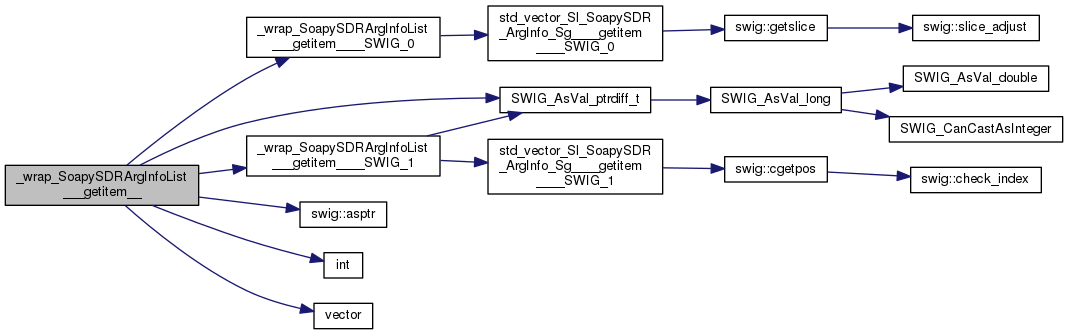 _wrap_SoapySDRArgInfoList
___getitem__
_wrap_SoapySDRArgInfoList
___getitem____SWIG_0
std_vector_Sl_SoapySDR
_ArgInfo_Sg____getitem
____SWIG_0
swig::getslice
swig::slice_adjust
SWIG_AsVal_ptrdiff_t
SWIG_AsVal_long
SWIG_AsVal_double
SWIG_CanCastAsInteger
_wrap_SoapySDRArgInfoList
___getitem____SWIG_1
std_vector_Sl_SoapySDR
_ArgInfo_Sg____getitem
____SWIG_1
swig::cgetpos
swig::check_index
swig::asptr
int
vector